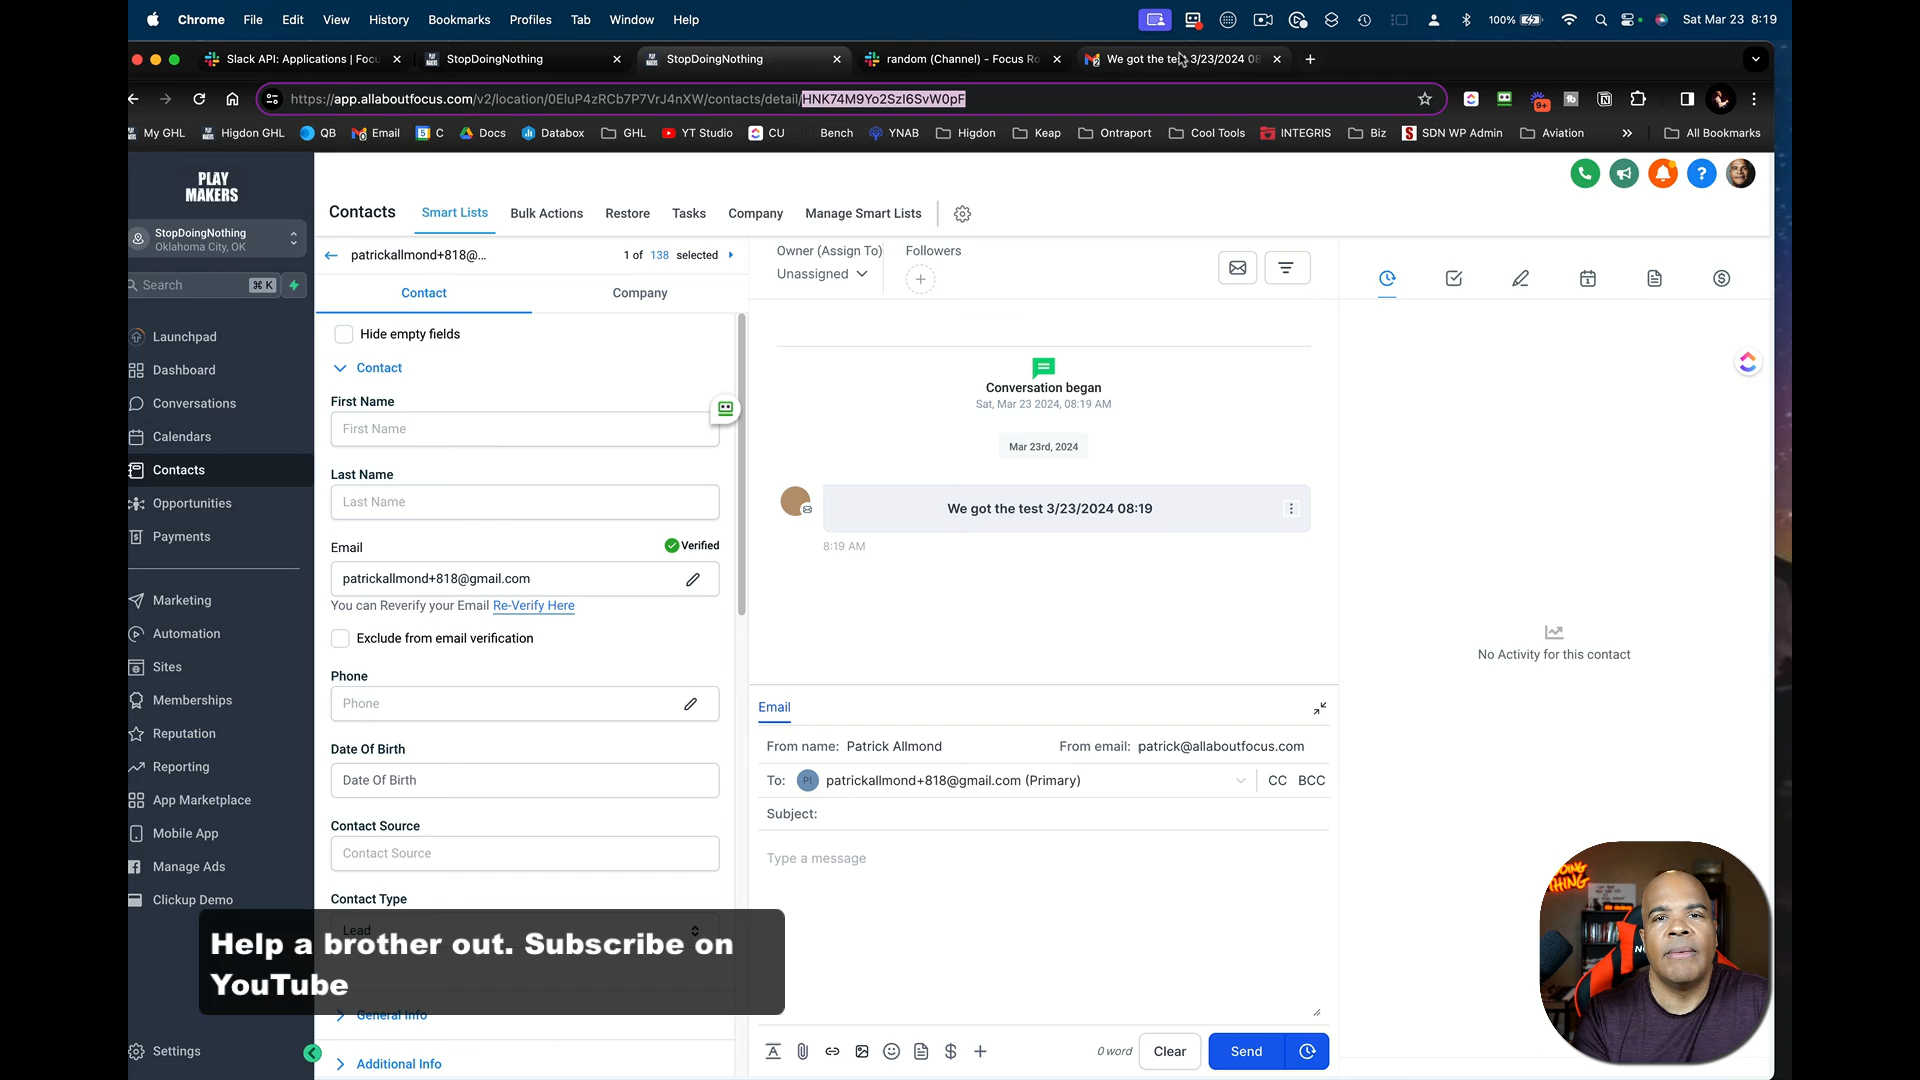 Chrome File Edit View History Bookmarks Profiles Tab Window Help 100% Sat Mar 23 8:19
Slack API: Applications | Focu StopDoingNothing StopDoingNothing random (Channel) - Focus Ro We got the te 3/23/2024 08
https://app.allaboutfocus.com/v2/location/0EluP4zRCb7P7VrJ4nXW/contacts/detail/HNK74M9Yo2SzI6SvW0pF 9+
My GHL Higdon GHL QB Email 5 C Docs Databox GHL YT Studio CU Bench YNAB Higdon Keap Ontraport Cool Tools INTEGRIS Biz SDN WP Admin Aviation All Bookmarks
PLAY
MAKERS
StopDoingNothing
Oklahoma City, OK
Search ⌘ K
Launchpad
Dashboard
Conversations
Calendars
Contacts
Opportunities
Payments
Marketing
Automation
Sites
Memberships
Reputation
Reporting
App Marketplace
Mobile App
Manage Ads
Clickup Demo
Settings
Contacts Smart Lists Bulk Actions Restore Tasks Company Manage Smart Lists
patrickallmond+818@... 1 of 138 selected
Contact Company
Hide empty fields
Contact
First Name
First Name
Last Name
Last Name
Email Verified
patrickallmond+818@gmail.com
You can Reverify your Email Re-Verify Here
Exclude from email verification
Phone
Phone
Date Of Birth
Date Of Birth
Contact Source
Contact Source
Contact Type
Lead
Help a brother out. Subscribe on
YouTube
General Info
Additional Info
Owner (Assign To) Followers
Unassigned
Conversation began
Sat, Mar 23 2024, 08:19 AM
Mar 23rd, 2024
We got the test 3/23/2024 08:19
8:19 AM
Email
From name: Patrick Allmond From email: patrick@allaboutfocus.com
To: P( patrickallmond+818@gmail.com (Primary) CC BCC
Subject:
Type a message
0 word Clear Send
No Activity for this contact